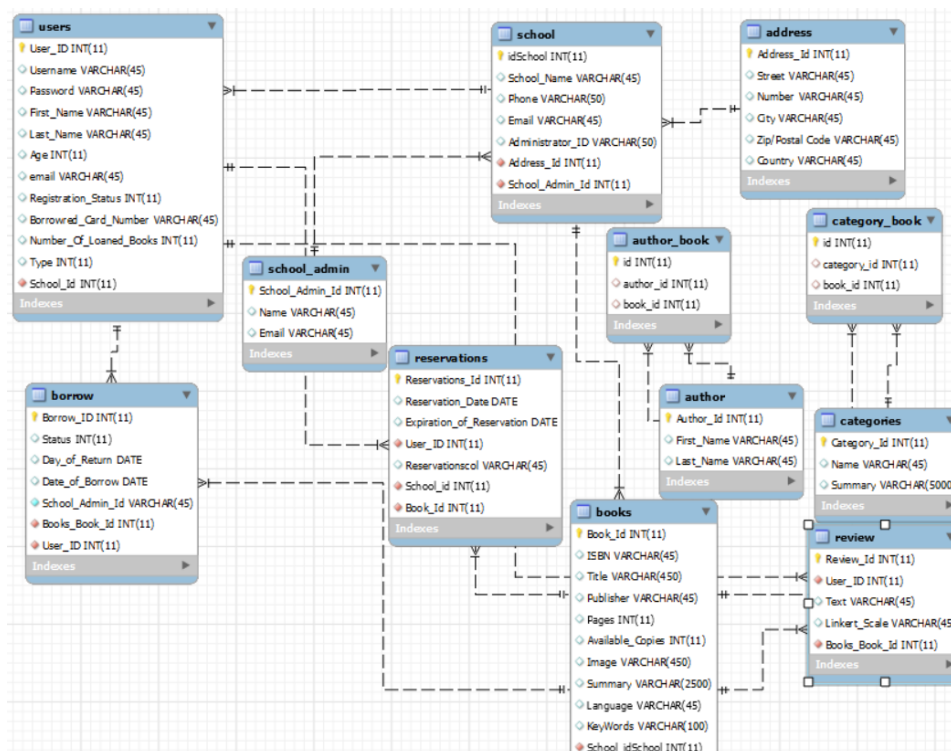 users
User_ID INT(11)
Username VARCHAR(45)
Password VARCHAR(45)
First_Name VARCHAR(45)
Last_Name VARCHAR(45)
Age INT(11)
email VARCHAR(45)
Registration_Status INT(11)
Borrowred_Card_Number VARCHAR(45)
Number_Of_Loaned_Books INT(11)
Type INT(11)
School_Id INT(11)
Indexes
school
idSchool INT(11)
School_Name VARCHAR(45)
Phone VARCHAR(50)
Email VARCHAR(45)
Administrator_ID VARCHAR(50)
Address_Id INT(11)
School_Admin_Id INT(11)
Indexes
address
Address_Id INT(11)
Street VARCHAR(45)
Number VARCHAR(45)
City VARCHAR(45)
Zip/Postal Code VARCHAR(45)
Country VARCHAR(45)
Indexes
school_admin
School_Admin_Id INT(11)
Name VARCHAR(45)
Email VARCHAR(45)
Indexes
author_book
id INT(11)
author_id INT(11)
book_id INT(11)
Indexes
category_book
id INT(11)
category_id INT(11)
book_id INT(11)
Indexes
borrow
Borrow_ID INT(11)
Status INT(11)
Day_of_Return DATE
Date_of_Borrow DATE
School_Admin_Id VARCHAR(45)
Books_Book_Id INT(11)
User_ID INT(11)
Indexes
reservations
Reservations_Id INT(11)
Reservation_Date DATE
Expiration_of_Reservation DATE
User_ID INT(11)
Reservationscol VARCHAR(45)
School_id INT(11)
Book_Id INT(11)
Indexes
author
Author_Id INT(11)
First_Name VARCHAR(45)
Last_Name VARCHAR(45)
Indexes
categories
Category_Id INT(11)
Name VARCHAR(45)
Summary VARCHAR(5000
Indexes
books
Book_Id INT(11)
ISBN VARCHAR(45)
Title VARCHAR(450)
Publisher VARCHAR(45)
Pages INT(11)
Available_Copies INT(11)
Image VARCHAR(450)
Summary VARCHAR(2500)
Language VARCHAR(45)
KeyWords VARCHAR(100)
School_idSchool INT(11)
review
Review_Id INT(11)
User_ID INT(11)
Text VARCHAR(45)
Linkert_Scale VARCHAR(45
Books_Book_Id INT(11)
Indexes